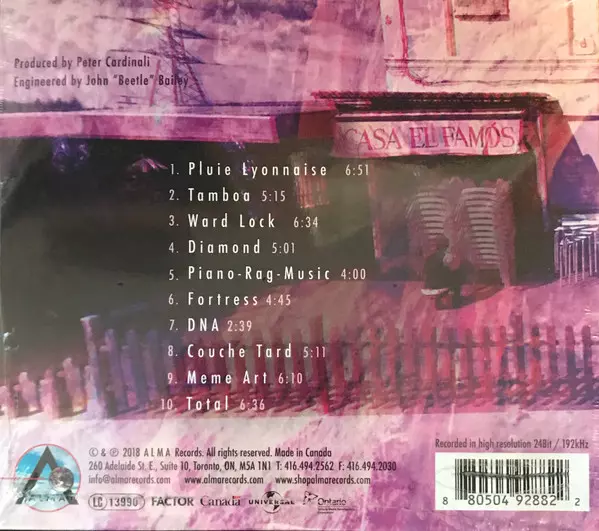 Produced by Peter Cardinali
Engineered by John "Beetle" Bailey
CASA EL FAMOS
1. Pluie Lyonnaise 6:51
2. Tamboa 5:15
3. Ward Lock 6:34
4. Diamond 5:01
5. Piano-Rag-Music 4:00
6. Fortress 4:45
7. DNA 2:39
8. Couche Tard 5:11
9. Meme Art 6:10
10. Total 6:36
© & ℗ 2018 ALMA Records. All rights reserved. Made in Canada
260 Adelaide St. E., Suite 10, Toronto, ON, M5A 1N1 T: 416.494.2562 F: 416.494.2030
info@almarecords.com www.almarecords.com www.shopalmarecords.com
LC 13990 FACTOR Canada UNIVERSAL Ontario
Recorded in high resolution 24Bit / 192kHz
8 80504 92882 2